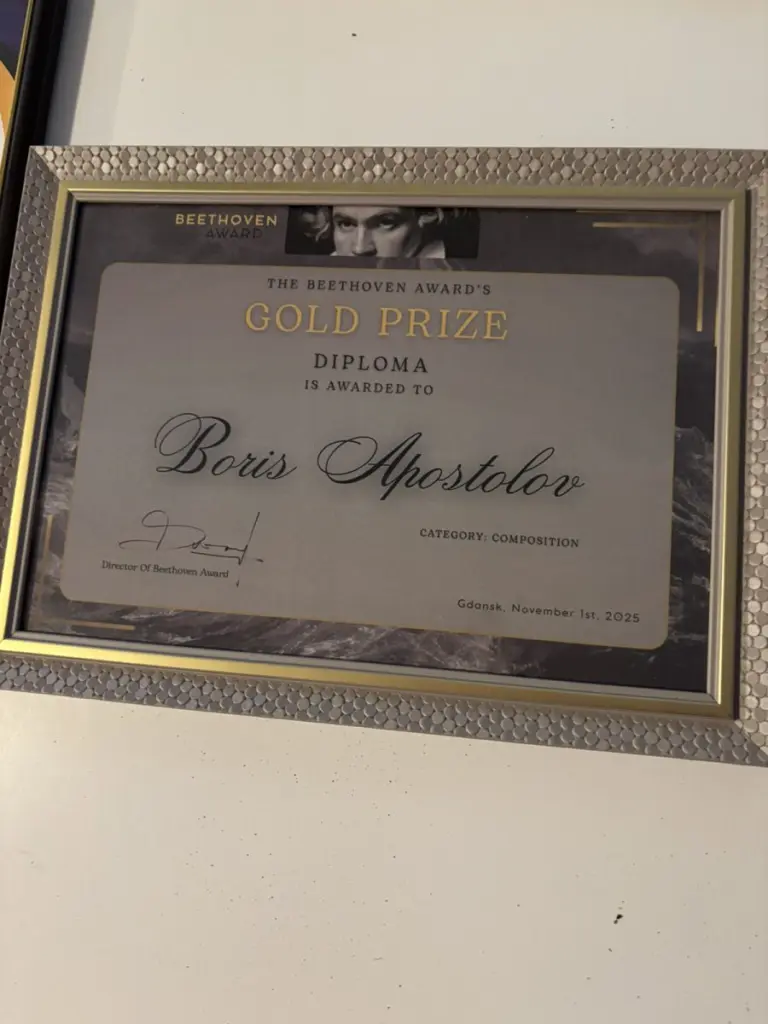 BEETHOVEN
AWARD
THE BEETHOVEN AWARD'S
GOLD PRIZE
DIPLOMA
IS AWARDED TO
Boris Apostolov
CATEGORY: COMPOSITION
Director Of Beethoven Award
Gdansk, November 1st, 2025